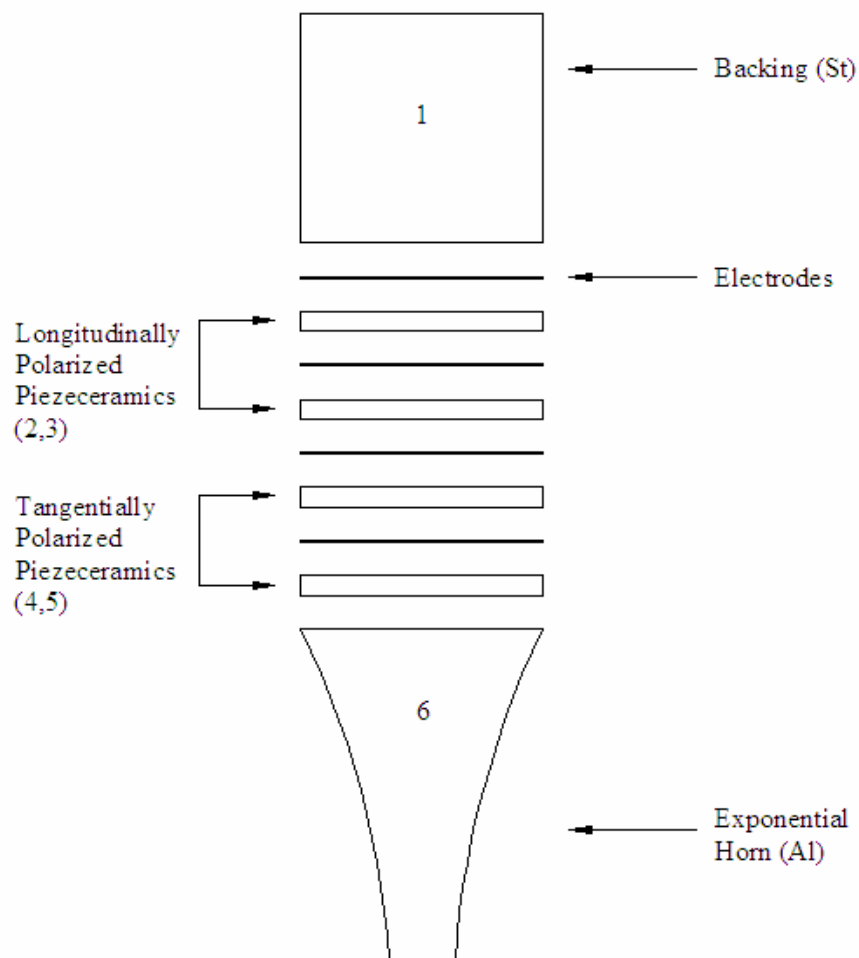 Backing (St)
1
Electrodes
Longitudinally
Polarized
Piezeceramics
(2,3)
Tangentially
Polarized
Piezeceramics
(4,5)
6
Exponential
Horn (Al)